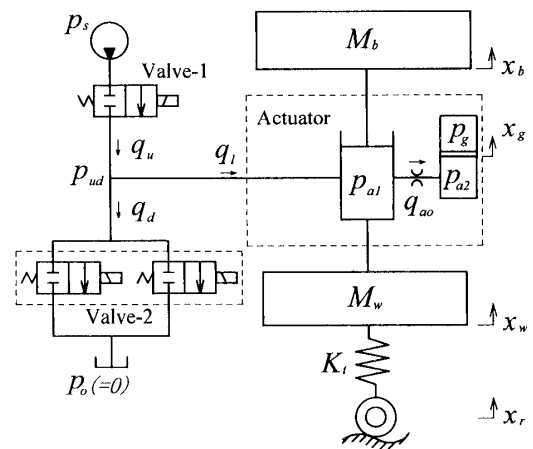 p_s
M_b
Valve-1
x_b
Actuator
p_g
x_g
q_u
q_l
p_ud
p_a1
p_a2
q_ao
q_d
M_w
Valve-2
x_w
K_t
p_o(=0)
x_r